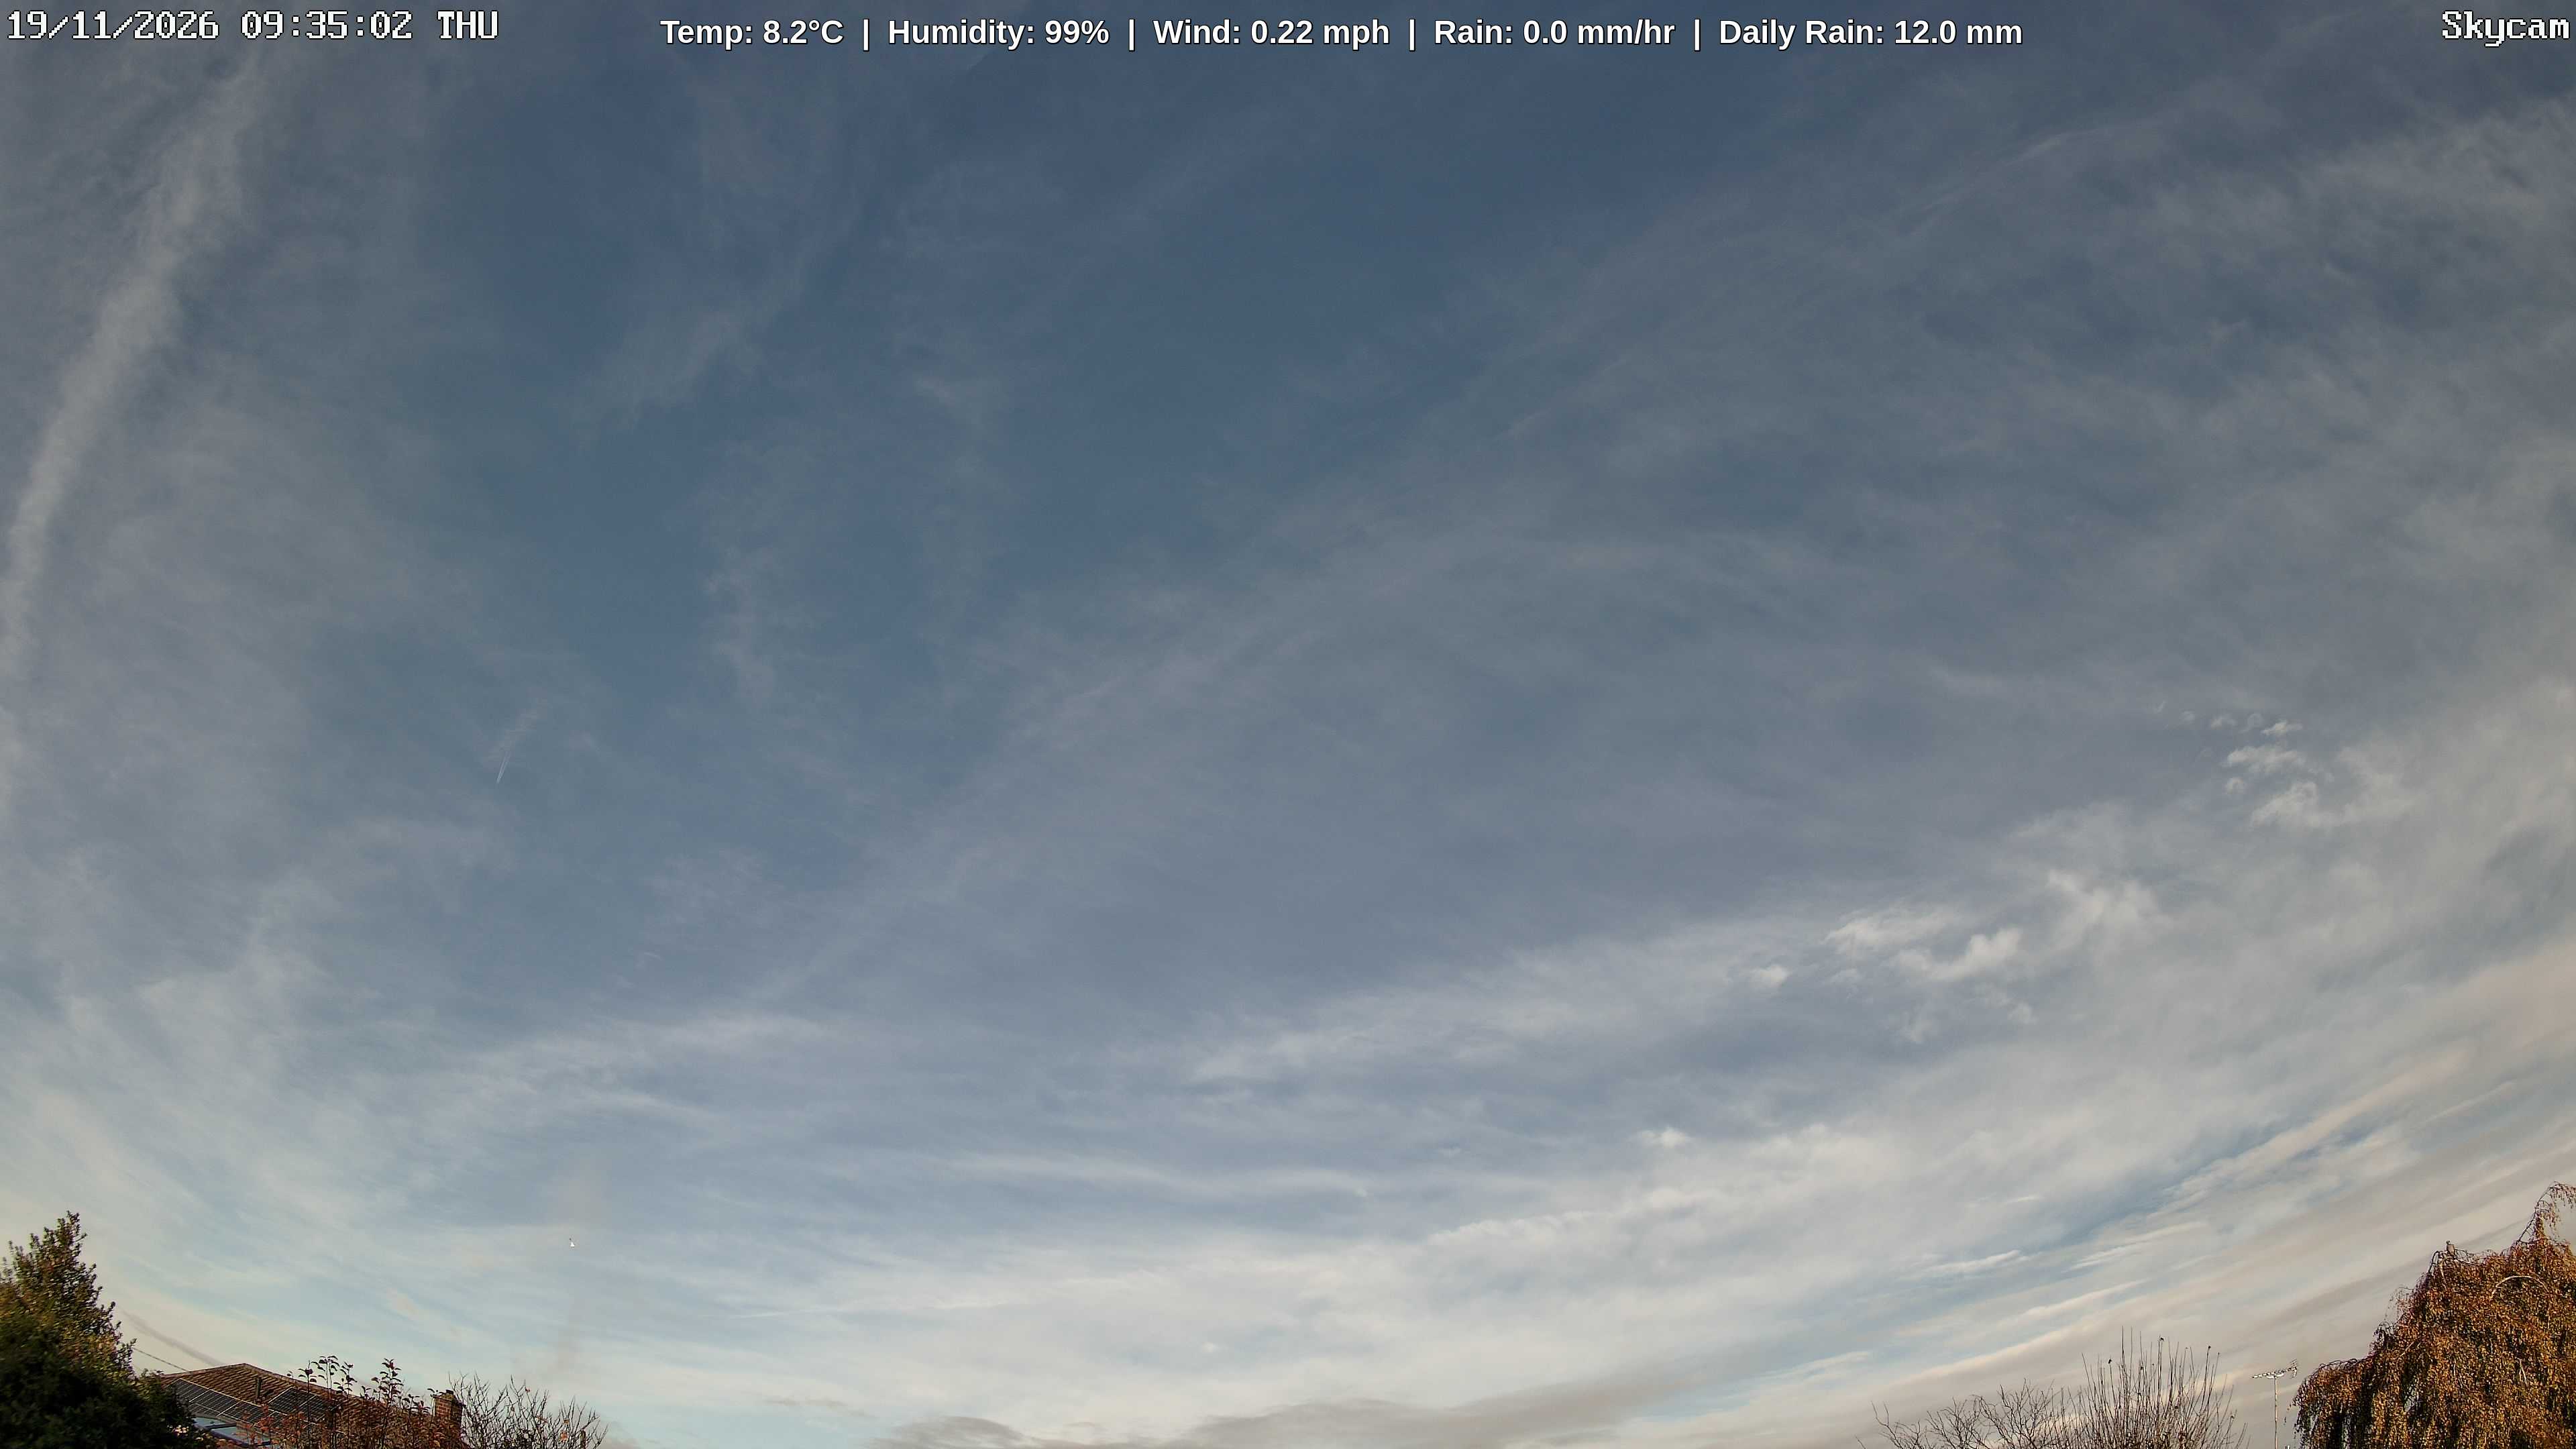 19/11/2026 09:35:02 THU
Temp: 8.2°C | Humidity: 99% | Wind: 0.22 mph | Rain: 0.0 mm/hr | Daily Rain: 12.0 mm
Skycam